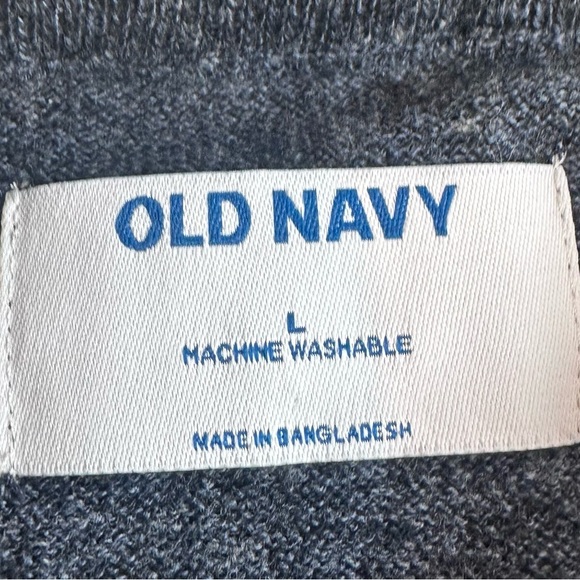 OLD NAVY
L
MACHINE WASHABLE
MADE IN BANGLADESH